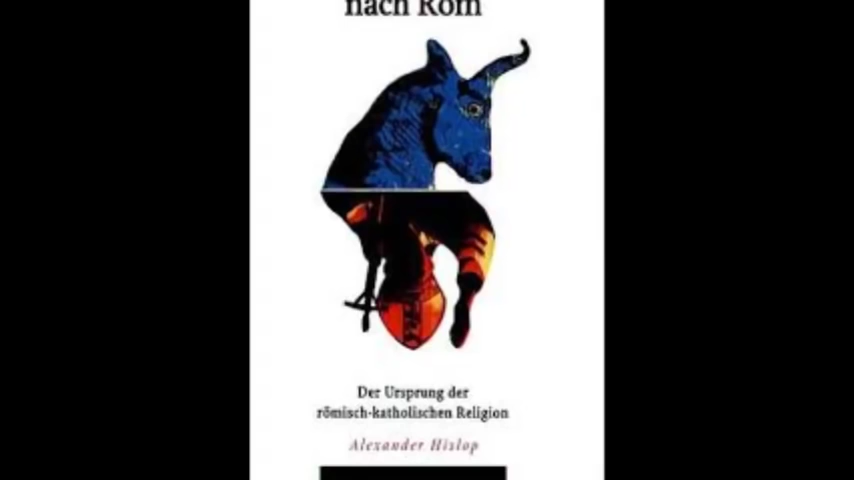 nach Rom
Der Ursprung der
römisch-katholischen Religion
Alexander Hislop